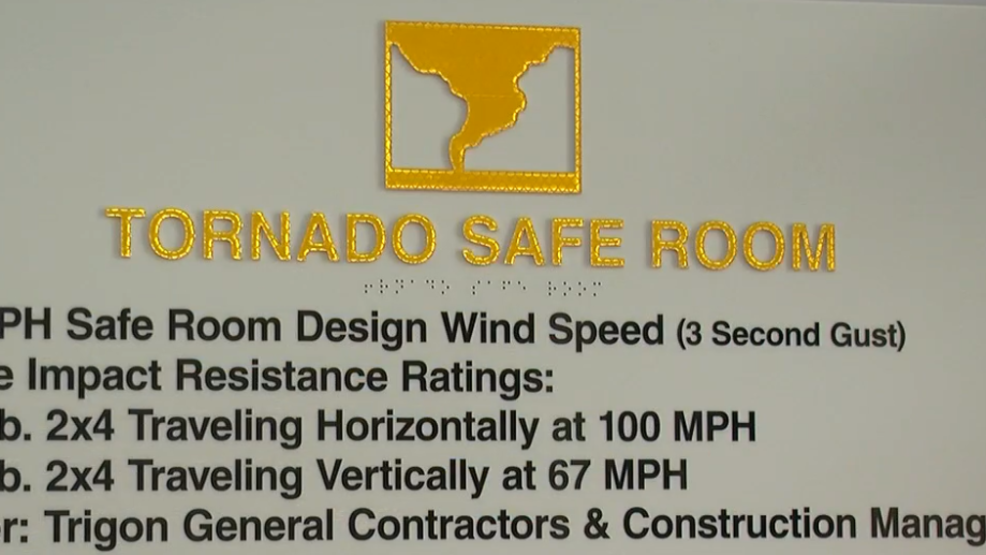 TORNADO SAFE ROOM
⠞⠕⠗⠝⠁⠙⠕ ⠎⠁⠋⠑ ⠗⠕⠕⠍
PH Safe Room Design Wind Speed (3 Second Gust)
e Impact Resistance Ratings:
b. 2x4 Traveling Horizontally at 100 MPH
b. 2x4 Traveling Vertically at 67 MPH
r: Trigon General Contractors & Construction Manag